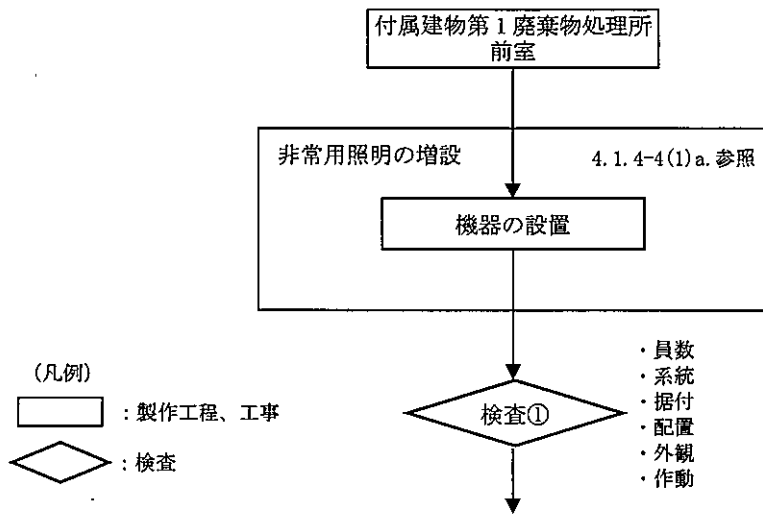 付属建物第1廃棄物処理所
前室
非常用照明の増設
4.1.4-4(1)a.参照
機器の設置
検査①
・員数
・系統
・据付
・配置
・外観
・作動
(凡例)
：製作工程、工事
：検査